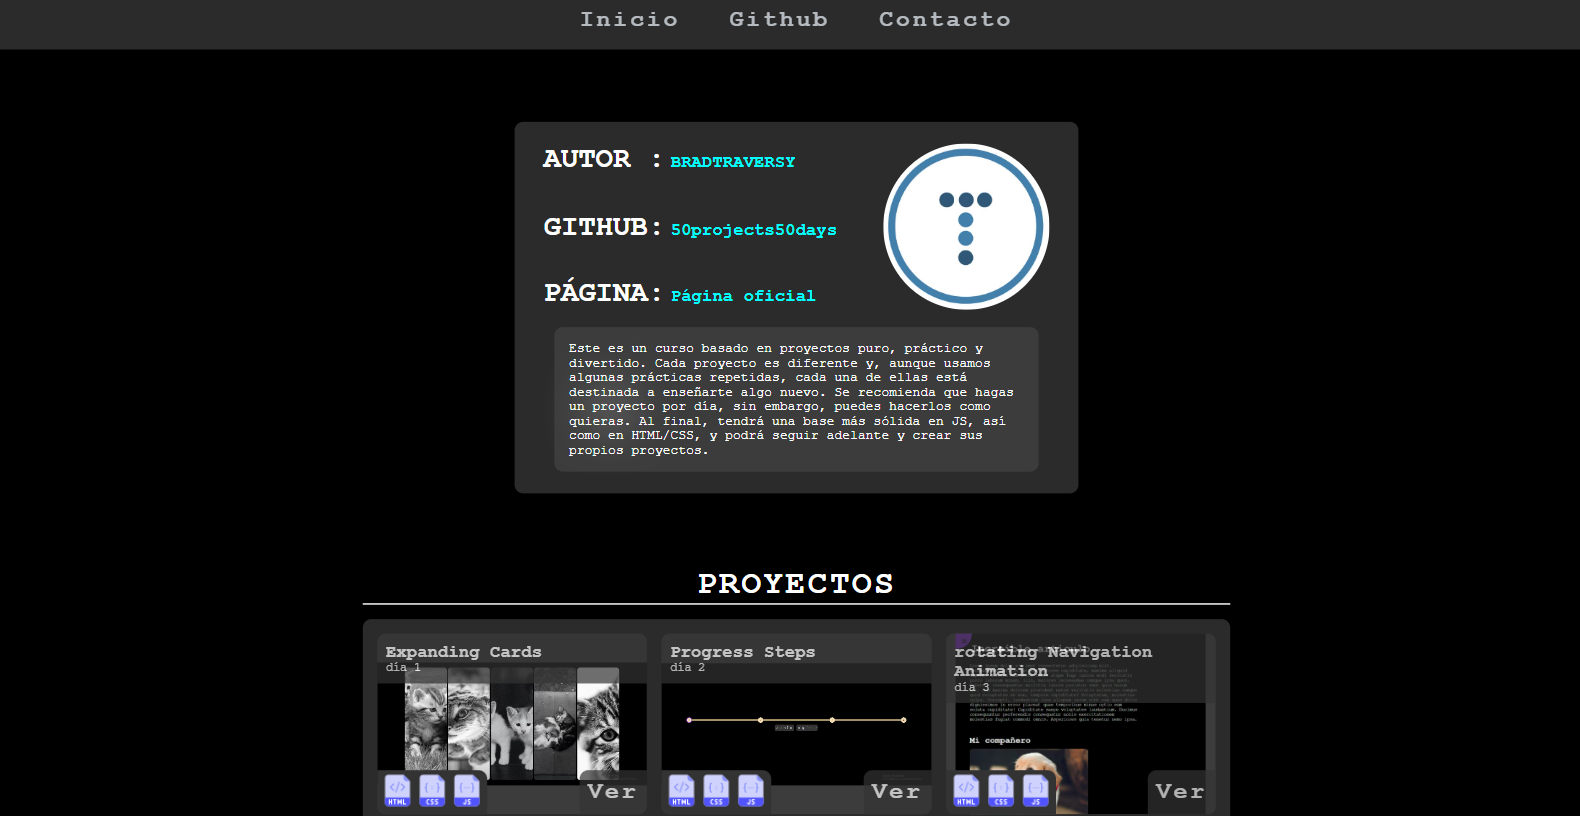 Inicio Github Contacto
AUTOR : BRADTRAVERSY
GITHUB: 50projects50days
PÁGINA: Página oficial
Este es un curso basado en proyectos puro, práctico y
divertido. Cada proyecto es diferente y, aunque usamos
algunas prácticas repetidas, cada una de ellas está
destinada a enseñarte algo nuevo. Se recomienda que hagas
un proyecto por día, sin embargo, puedes hacerlos como
quieras. Al final, tendrá una base más sólida en JS, así
como en HTML/CSS, y podrá seguir adelante y crear sus
propios proyectos.
PROYECTOS
Expanding Cards
día 1
HTML CSS JS
Ver
Progress Steps
día 2
HTML CSS JS
Ver
rotating Navigation
Animation
día 3
Mi compañero
HTML CSS JS
Ver